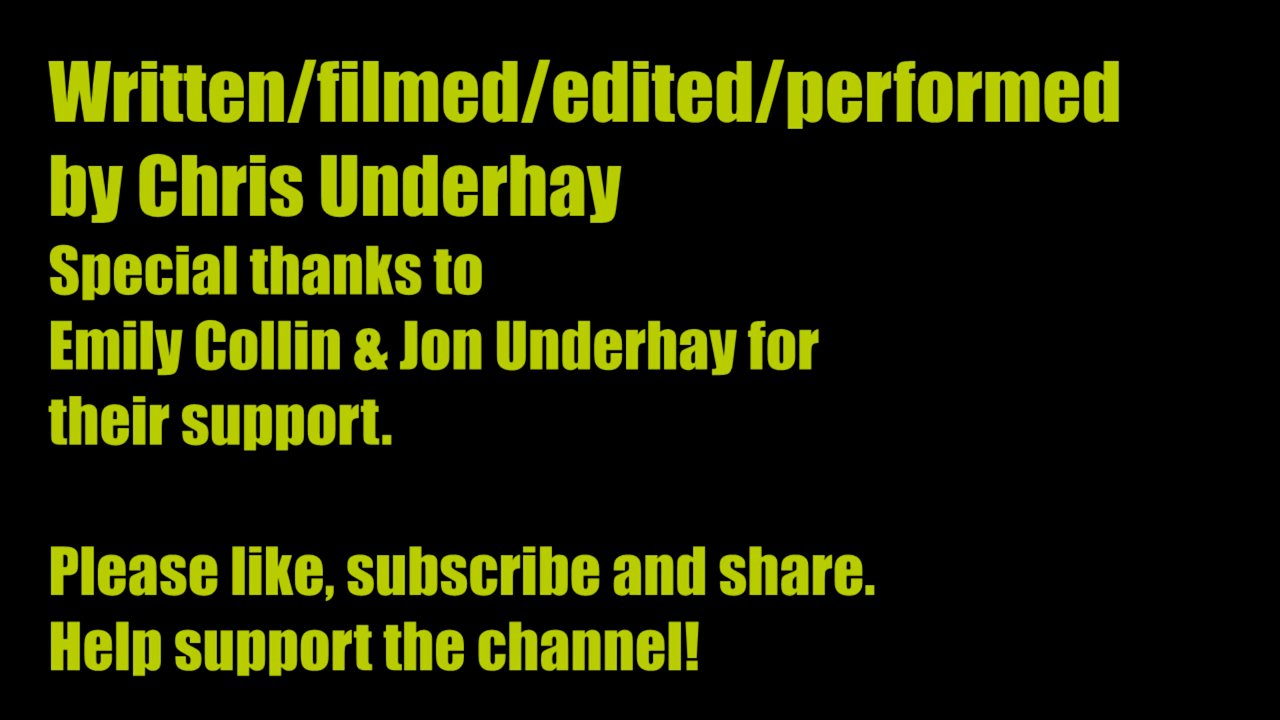 Written/filmed/edited/performed
by Chris Underhay
Special thanks to
Emily Collin & Jon Underhay for
their support.
Please like, subscribe and share.
Help support the channel!